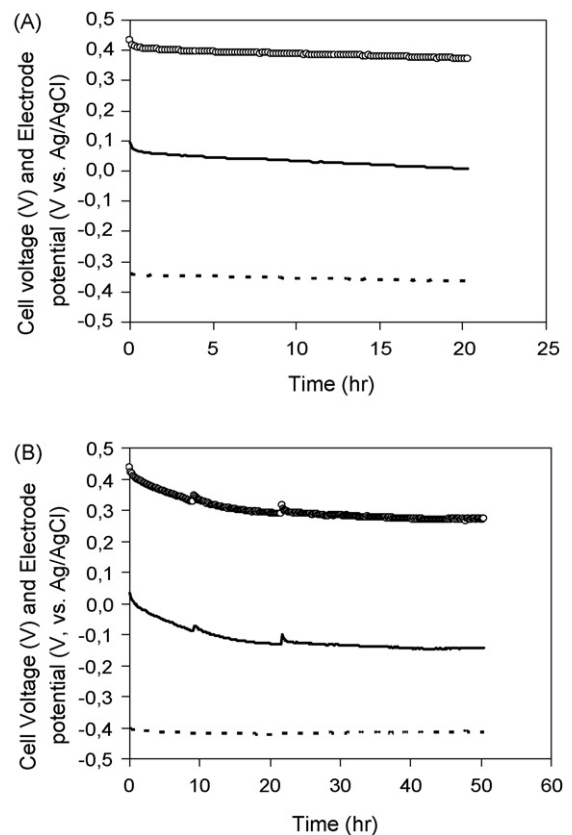 (A)
Cell voltage (V) and Electrode
potential (V vs. Ag/AgCl)
0,5
0,4
0,3
0,2
0,1
0,0
-0,1
-0,2
-0,3
-0,4
-0,5
0 5 10 15 20 25
Time (hr)
(B)
Cell Voltage (V) and Electrode
potential (V, vs. Ag/AgCl)
0,5
0,4
0,3
0,2
0,1
0,0
-0,1
-0,2
-0,3
-0,4
-0,5
0 10 20 30 40 50 60
Time (hr)